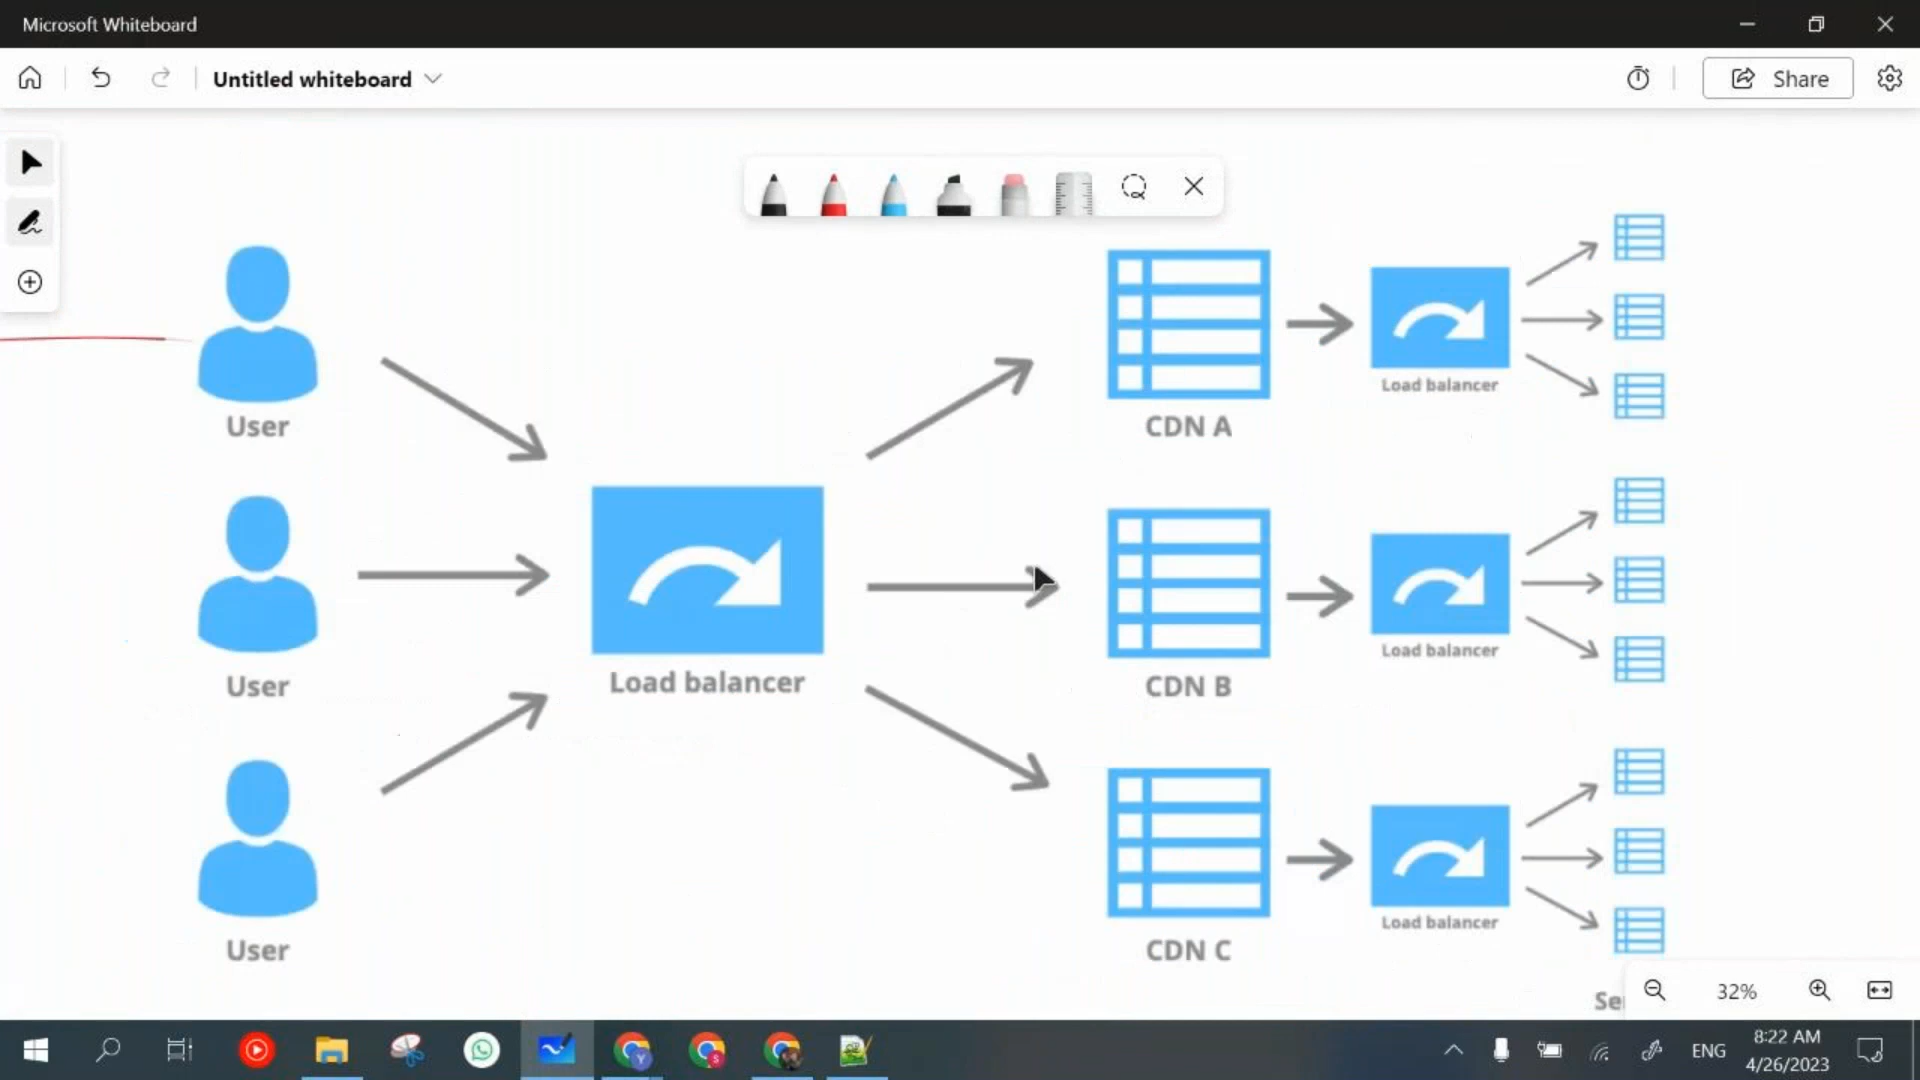 Microsoft Whiteboard
Untitled whiteboard
Share
User
CDN A
Load balancer
User
Load balancer
CDN B
Load balancer
User
CDN C
Load balancer
32%
ENG
8:22 AM
4/26/2023